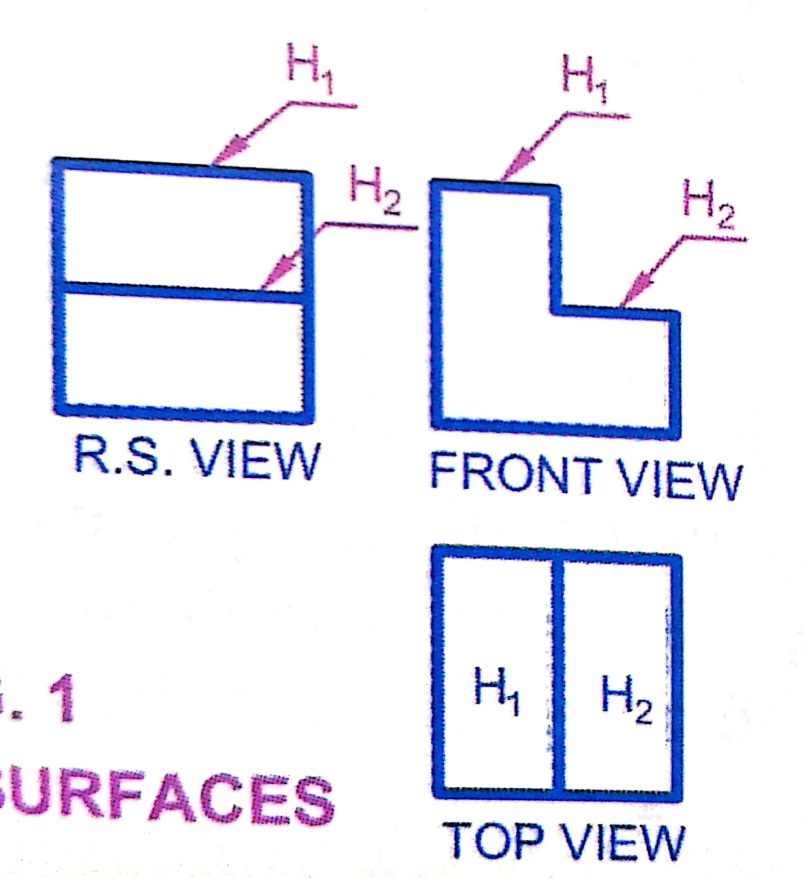 H₁
H₁
H₂
H₂
R.S. VIEW
FRONT VIEW
H₁ H₂
. 1
SURFACES
TOP VIEW